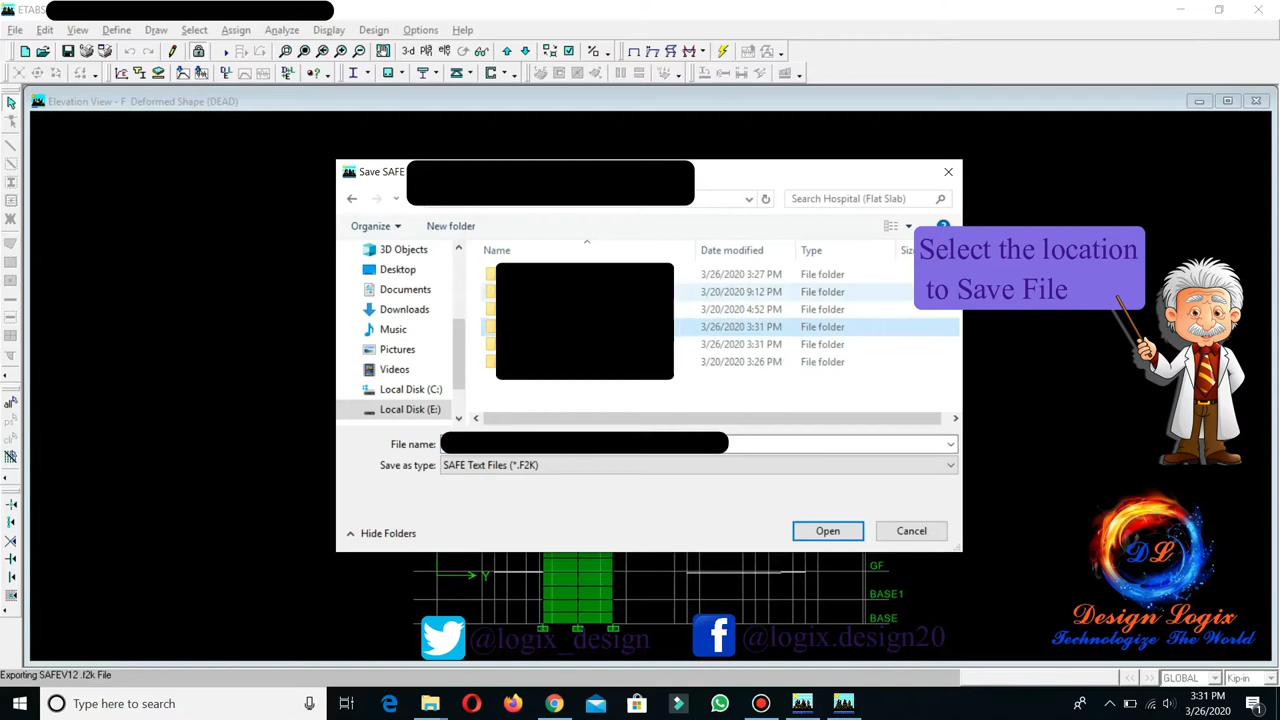 ETABS
File Edit View Define Draw Select Assign Analyze Display Design Options Help
3-d
Elevation View - F Deformed Shape (DEAD)
Save SAFE
Search Hospital (Flat Slab)
Organize New folder
Name Date modified Type
3D Objects
Desktop
Documents
Downloads
Music
Pictures
Videos
Local Disk (C:)
Local Disk (E:)
3/26/2020 3:27 PM File folder
3/20/2020 9:12 PM File folder
3/20/2020 4:52 PM File folder
3/26/2020 3:31 PM File folder
3/26/2020 3:31 PM File folder
3/20/2020 3:26 PM File folder
File name:
Save as type: SAFE Text Files (*.F2K)
Hide Folders
Open Cancel
Select the location
to Save File
Y
GF
BASE1
BASE
@logix_design
@logix.design20
DL
Design Logix
Technologize The World
Exporting SAFEV12 .f2k File
GLOBAL Kip-in
Type here to search
3:31 PM
3/26/2020